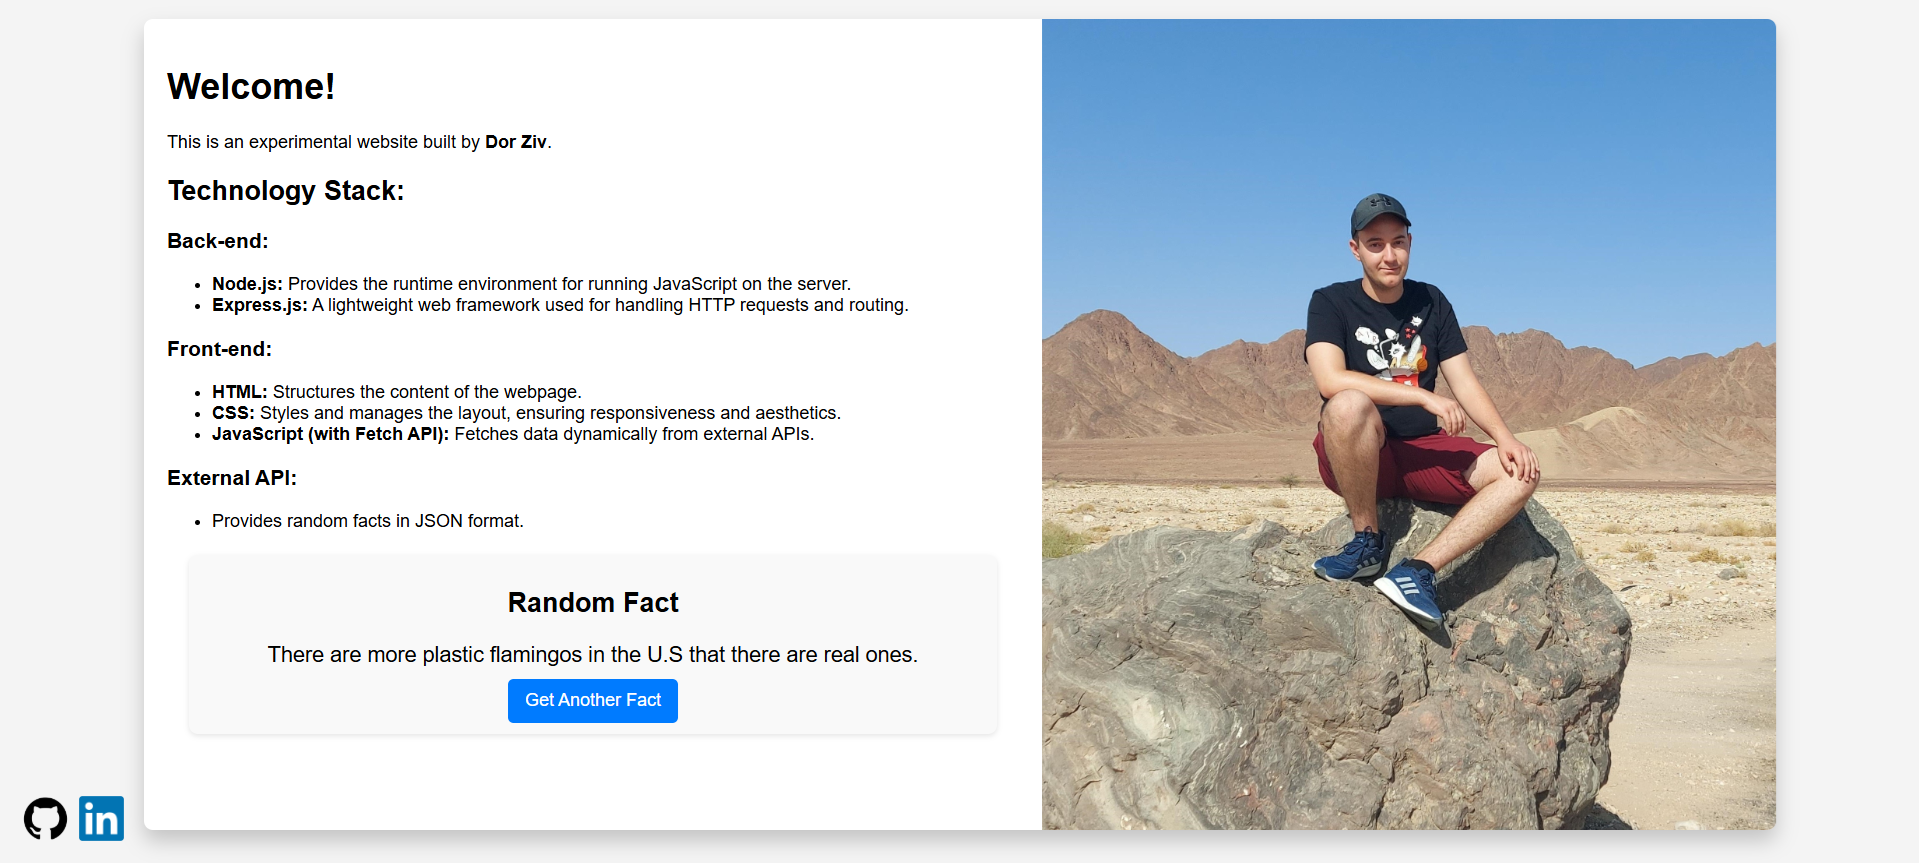 Welcome!
This is an experimental website built by Dor Ziv.
Technology Stack:
Back-end:
Node.js: Provides the runtime environment for running JavaScript on the server.
Express.js: A lightweight web framework used for handling HTTP requests and routing.
Front-end:
HTML: Structures the content of the webpage.
CSS: Styles and manages the layout, ensuring responsiveness and aesthetics.
JavaScript (with Fetch API): Fetches data dynamically from external APIs.
External API:
Provides random facts in JSON format.
Random Fact
There are more plastic flamingos in the U.S that there are real ones.
Get Another Fact
in